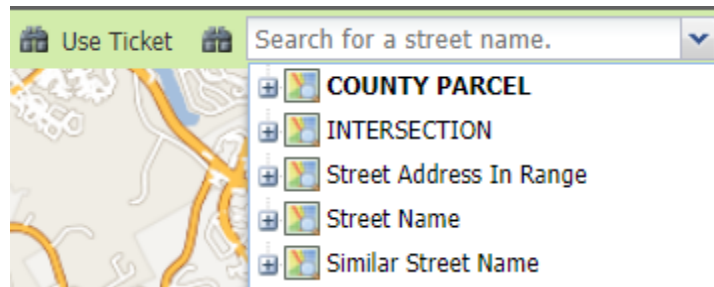 Use Ticket Search for a street name.
COUNTY PARCEL
INTERSECTION
Street Address In Range
Street Name
Similar Street Name